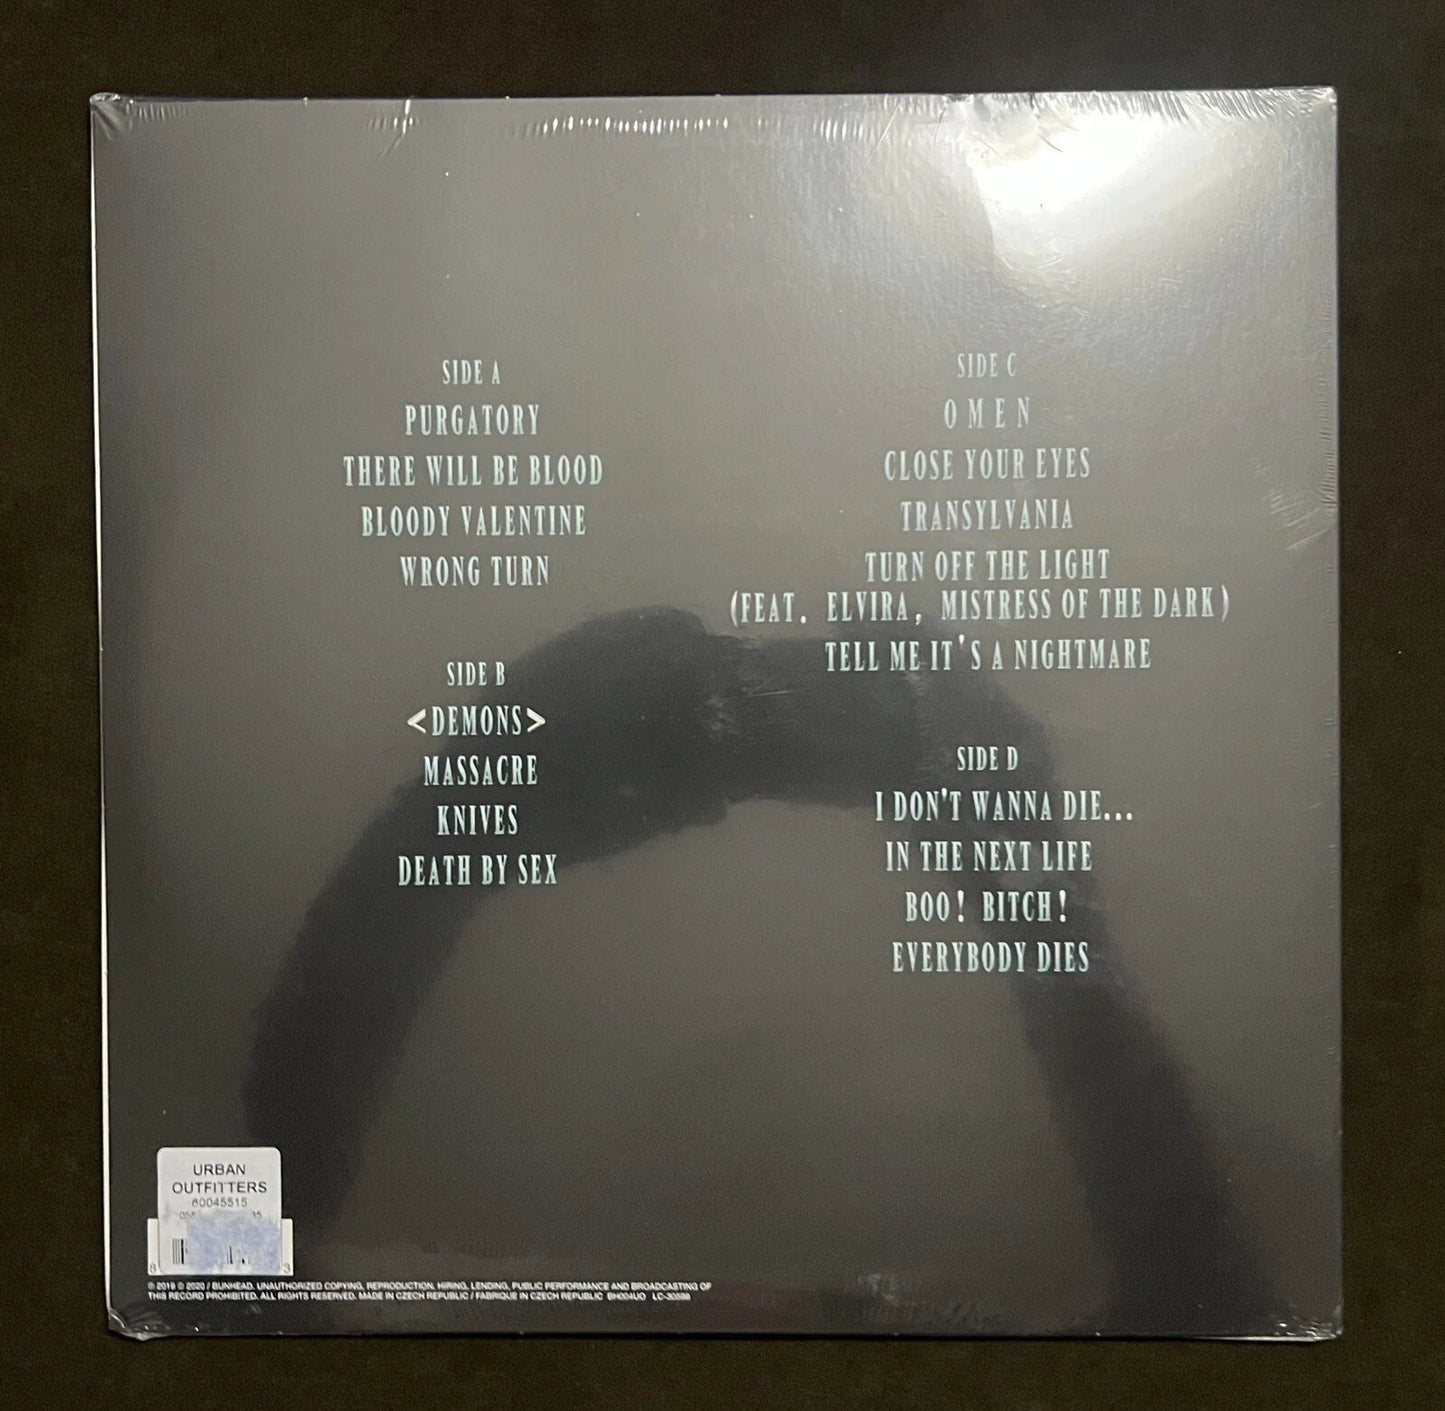 SIDE A
PURGATORY
THERE WILL BE BLOOD
BLOODY VALENTINE
WRONG TURN
SIDE B
<DEMONS>
MASSACRE
KNIVES
DEATH BY SEX
SIDE C
OMEN
CLOSE YOUR EYES
TRANSYLVANIA
TURN OFF THE LIGHT
(FEAT. ELVIRA, MISTRESS OF THE DARK)
TELL ME IT'S A NIGHTMARE
SIDE D
I DON'T WANNA DIE...
IN THE NEXT LIFE
BOO! BITCH!
EVERYBODY DIES
URBAN
OUTFITTERS
60045515
8 3
℗ 2019 © 2020 / BUNHEAD. UNAUTHORIZED COPYING, REPRODUCTION, HIRING, LENDING, PUBLIC PERFORMANCE AND BROADCASTING OF
THIS RECORD PROHIBITED. ALL RIGHTS RESERVED. MADE IN CZECH REPUBLIC / FABRIQUE IN CZECH REPUBLIC BH004UO